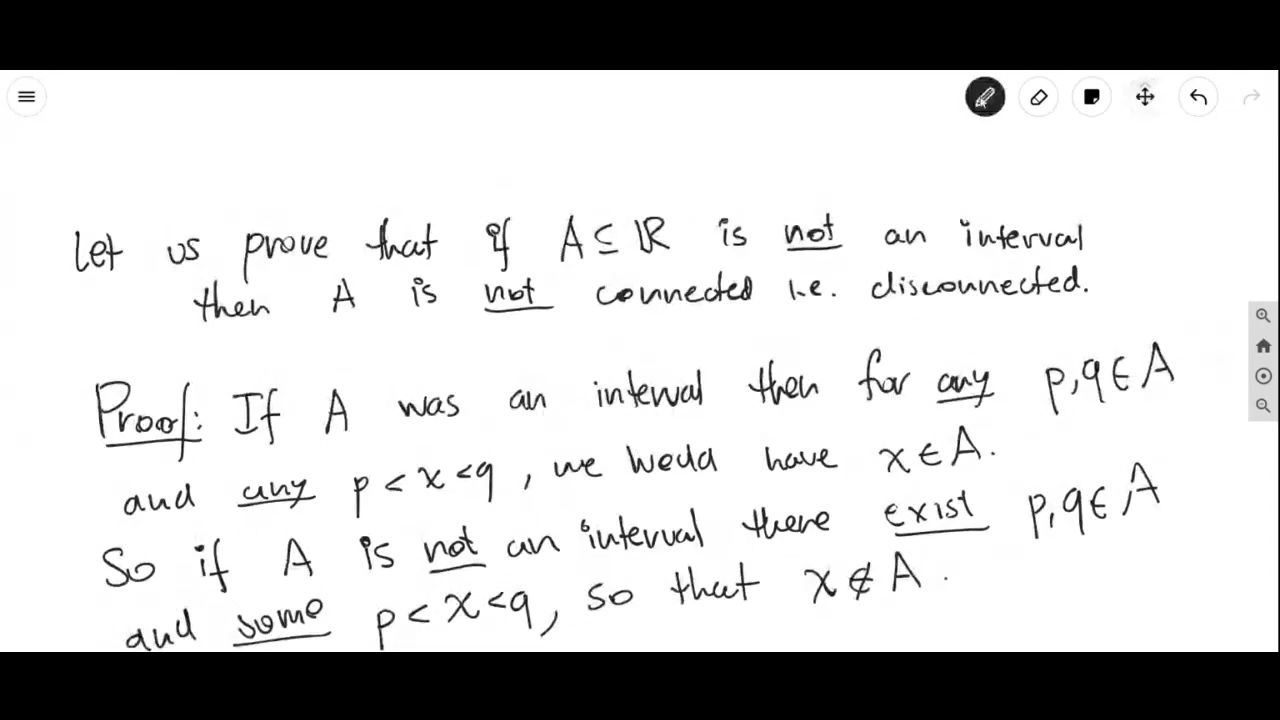 Let us prove that if A ⊆ ℝ is not an interval
then A is not connected i.e. disconnected.
Proof: If A was an interval then for any p,q ∈ A
and any p < x < q, we would have x ∈ A.
So if A is not an interval there exist p,q ∈ A
and some p < x < q, so that x ∉ A.